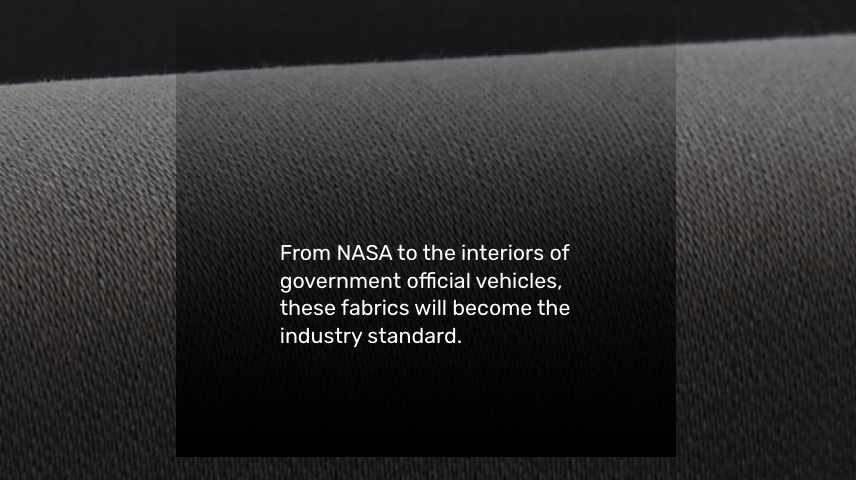 From NASA to the interiors of
government official vehicles,
these fabrics will become the
industry standard.